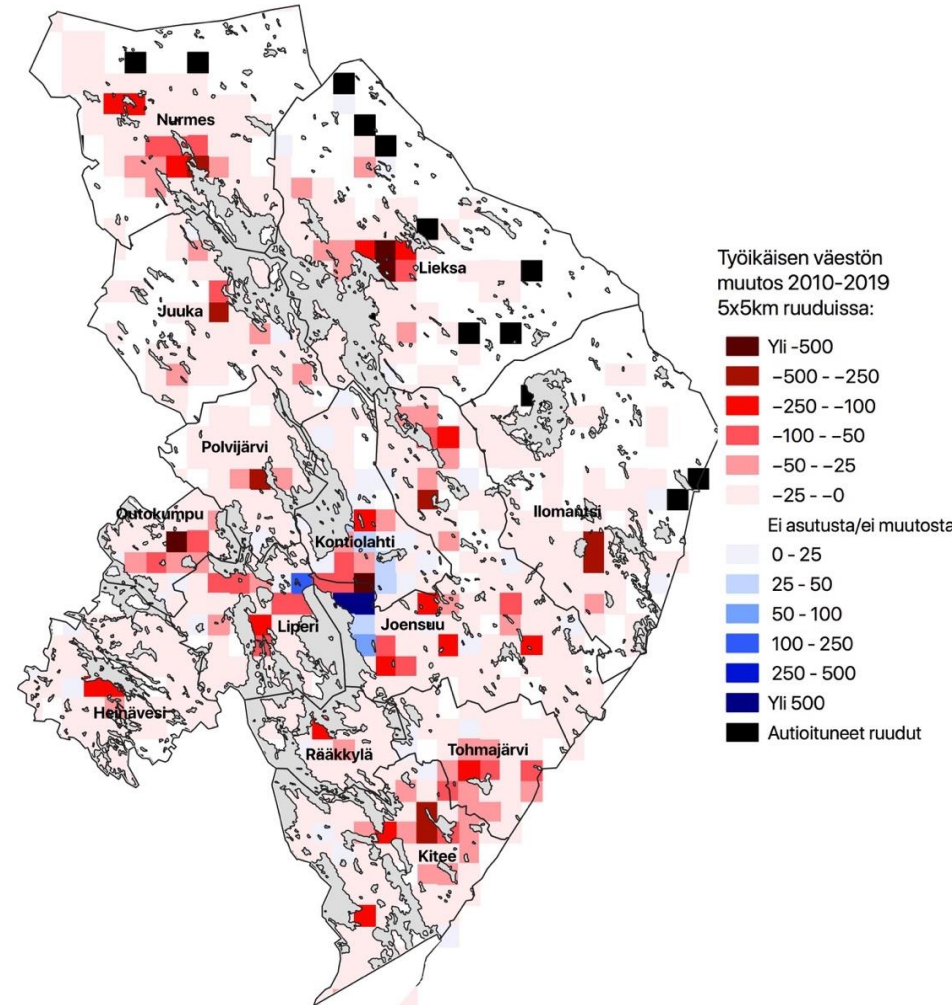 Nurmes
Lieksa
Juuka
Polvijärvi
Outokumpu
Kontiolahti
Ilomantsi
Liperi
Joensuu
Heinävesi
Rääkkylä
Tohmajärvi
Kitee
Työikäisen väestön
muutos 2010-2019
5x5km ruuduissa:
Yli -500
−500 - −250
−250 - −100
−100 - −50
−50 - −25
−25 - −0
Ei asutusta/ei muutosta
0 - 25
25 - 50
50 - 100
100 - 250
250 - 500
Yli 500
Autioituneet ruudut